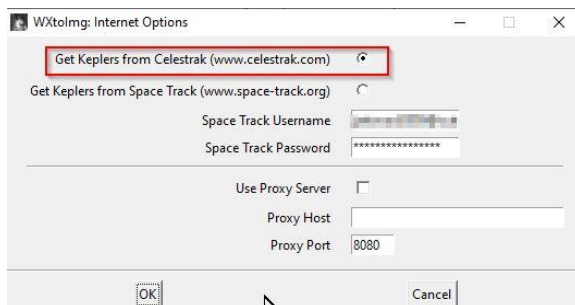 WXtoImg: Internet Options
Get Keplers from Celestrak (www.celestrak.com)
Get Keplers from Space Track (www.space-track.org)
Space Track Username
Space Track Password ****************
Use Proxy Server
Proxy Host
Proxy Port 8080
OK Cancel